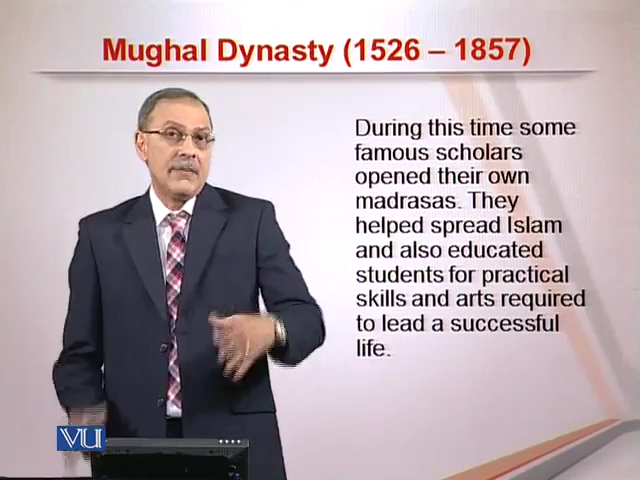 Mughal Dynasty (1526 – 1857)
During this time some
famous scholars
opened their own
madrasas. They
helped spread Islam
and also educated
students for practical
skills and arts required
to lead a successful
life.
VU